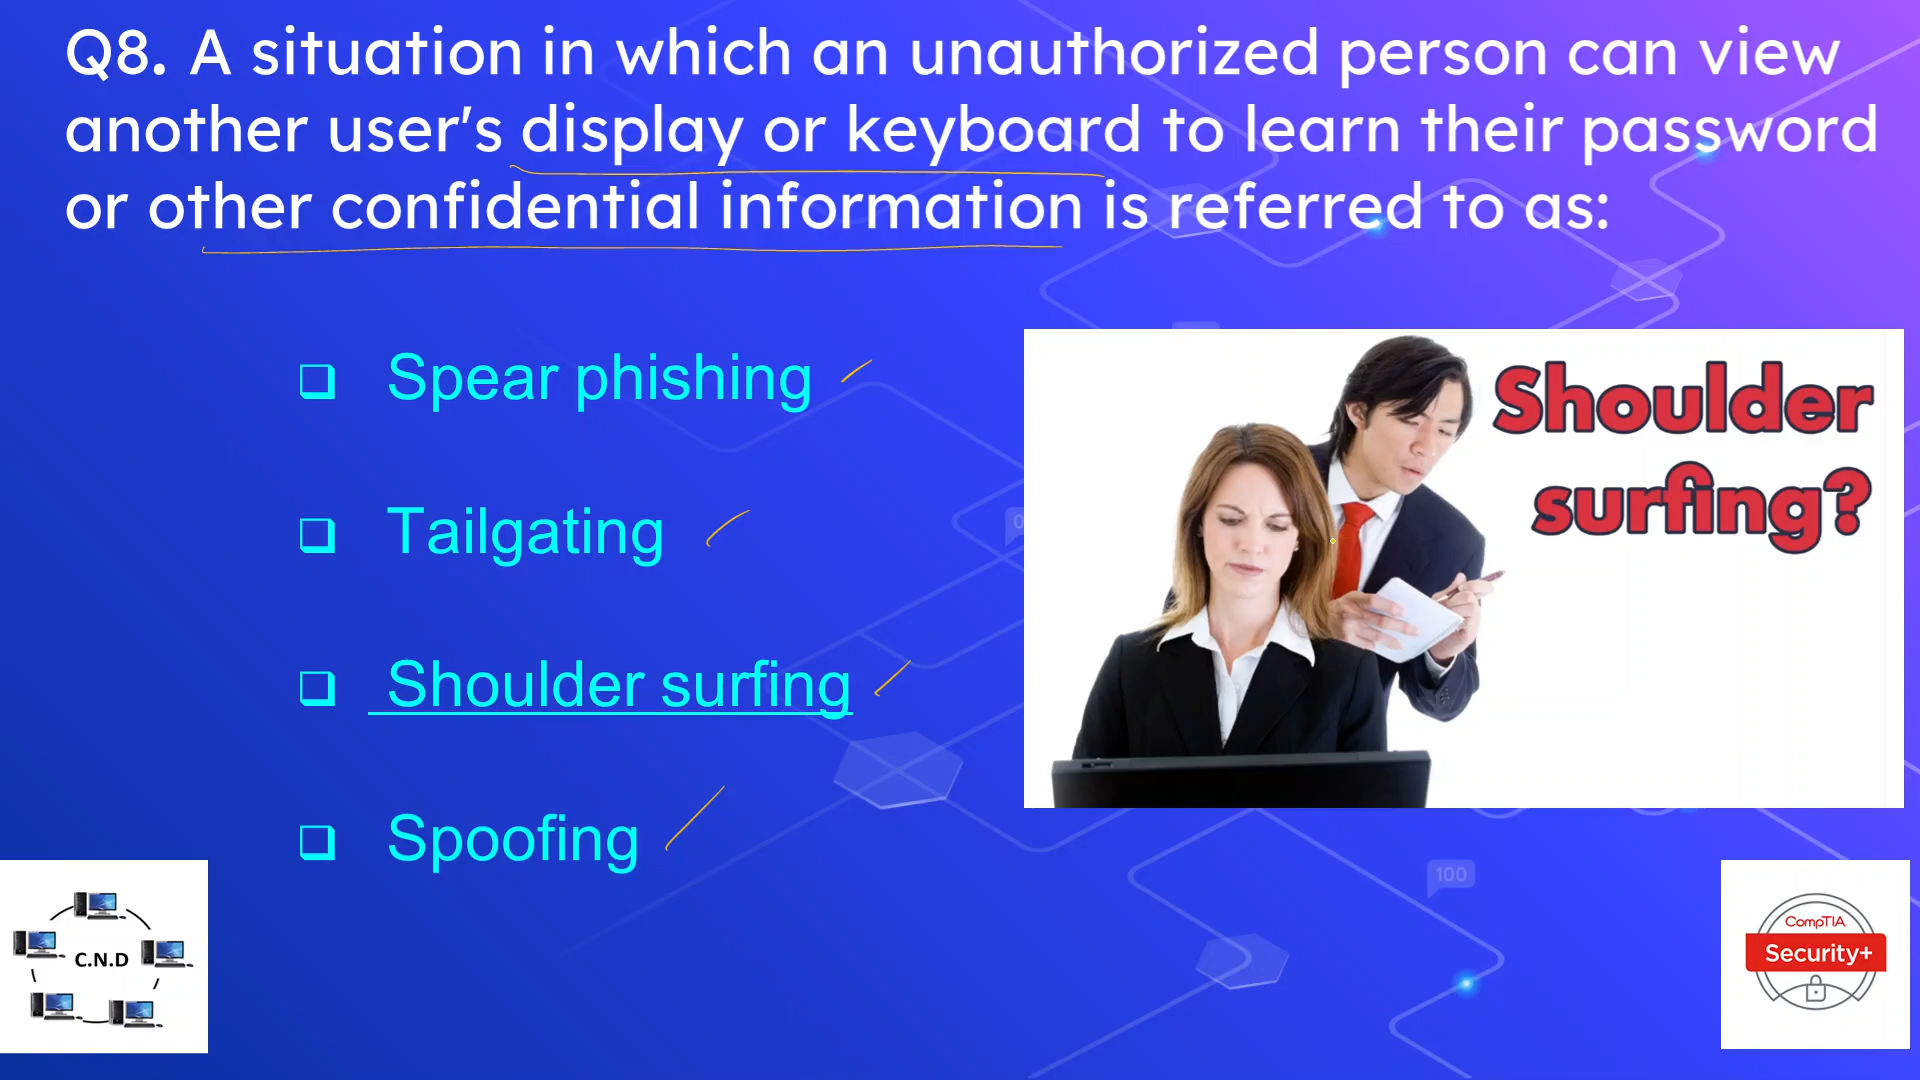 Q8. A situation in which an unauthorized person can view
another user's display or keyboard to learn their password
or other confidential information is referred to as:
Spear phishing
Tailgating
Shoulder surfing
Spoofing
Shoulder
surfing?
0
100
C.N.D
CompTIA
Security+